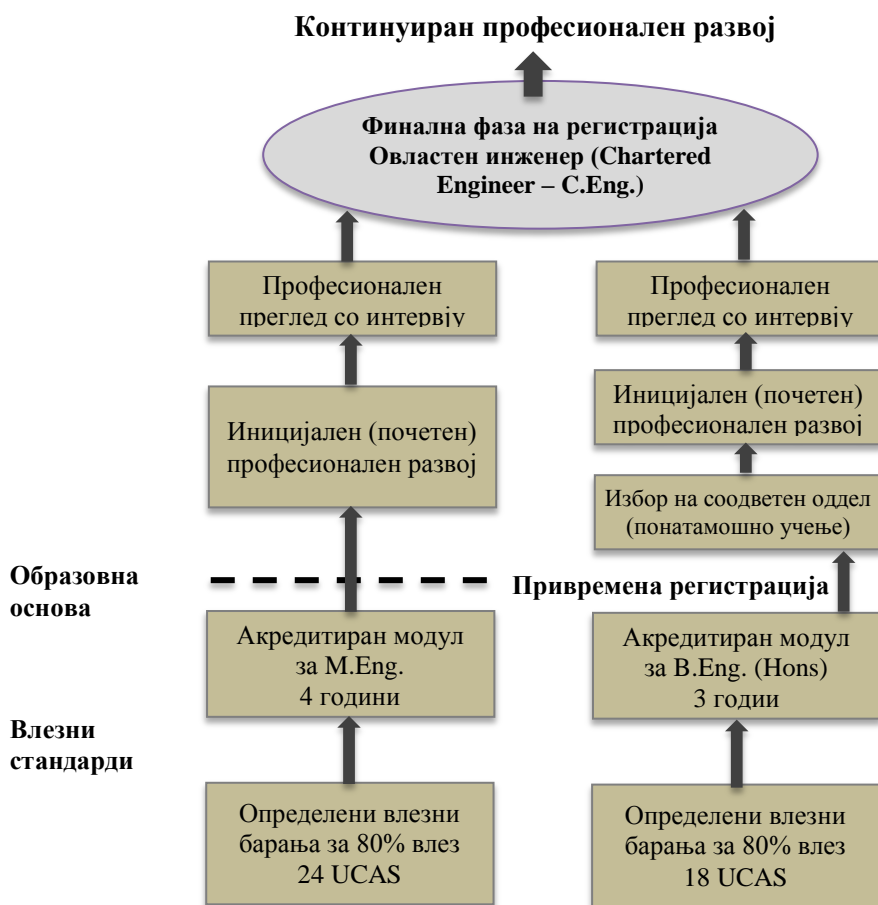 Континуиран професионален развој
Финална фаза на регистрација
Овластен инженер (Chartered
Engineer – C.Eng.)
Професионален
преглед со интервју
Иницијален (почетен)
професионален развој
Образовна
основа
Акредитиран модул
за M.Eng.
4 години
Влезни
стандарди
Определени влезни
барања за 80% влез
24 UCAS
Професионален
преглед со интервју
Иницијален (почетен)
професионален развој
Избор на соодветен оддел
(понатамошно учење)
Привремена регистрација
Акредитиран модул
за B.Eng. (Hons)
3 годии
Определени влезни
барања за 80% влез
18 UCAS